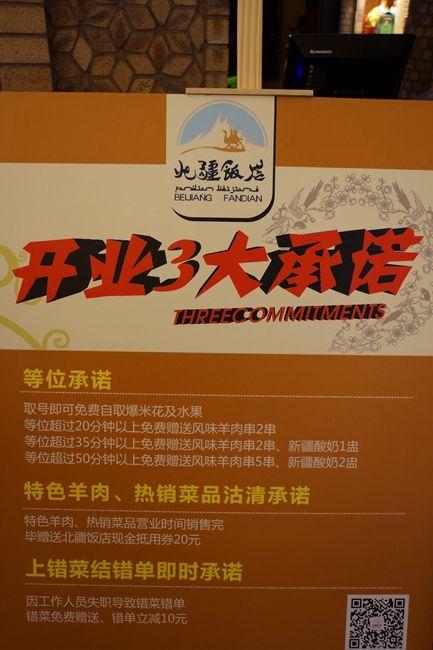 lenovo
北疆饭店
BEIJIANG FANDIAN
开业3大承诺
THREECOMMITMENTS
等位承诺
取号即可免费自取爆米花及水果
等位超过20分钟以上免费赠送风味羊肉串2串
等位超过35分钟以上免费赠送风味羊肉串2串、新疆酸奶1盅
等位超过50分钟以上免费赠送风味羊肉串5串、新疆酸奶2盅
特色羊肉、热销菜品沽清承诺
特色羊肉、热销菜品营业时间销售完
毕赠送北疆饭店现金抵用券20元
上错菜结错单即时承诺
因工作人员失职导致错菜错单
错菜免费赠送、错单立减10元